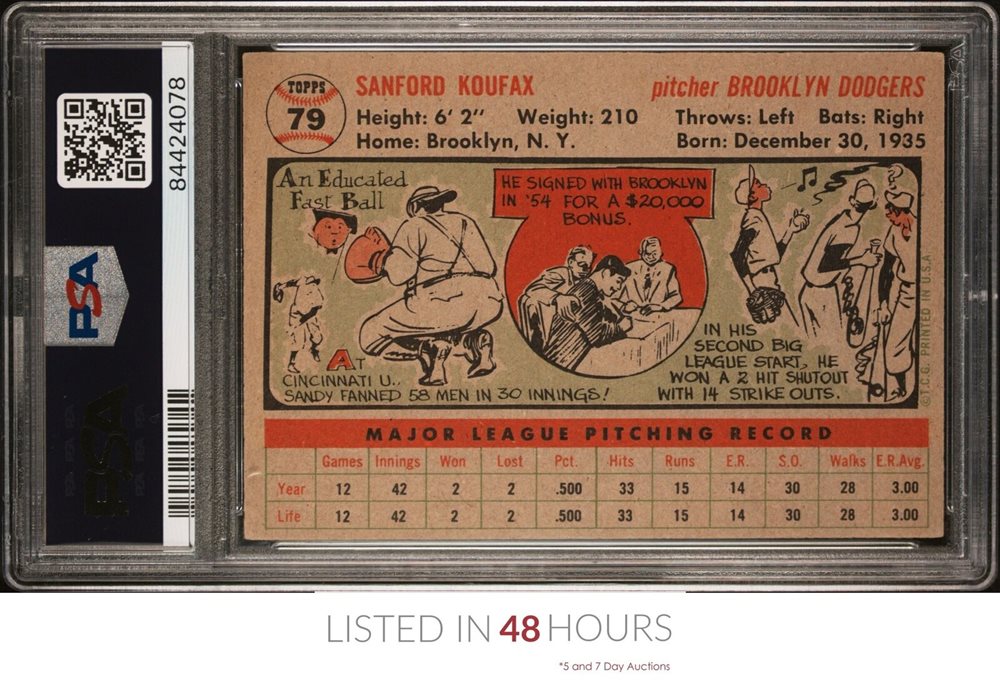 84424078
PSA
PSA
TOPPS
79
SANFORD KOUFAX
pitcher BROOKLYN DODGERS
Height: 6' 2" Weight: 210 Throws: Left Bats: Right
Home: Brooklyn, N. Y. Born: December 30, 1935
An Educated
Fast Ball
HE SIGNED WITH BROOKLYN
IN '54 FOR A $20,000
BONUS.
AT
CINCINNATI U..
SANDY FANNED 58 MEN IN 30 INNINGS!
IN HIS
SECOND BIG
LEAGUE START, HE
WON A 2 HIT SHUTOUT
WITH 14 STRIKE OUTS.
©T.C.G. PRINTED IN U.S.A.
MAJOR LEAGUE PITCHING RECORD
Games Innings Won Lost Pct. Hits Runs E.R. S.O. Walks E.R.Avg.
Year 12 42 2 2 .500 33 15 14 30 28 3.00
Life 12 42 2 2 .500 33 15 14 30 28 3.00
LISTED IN 48 HOURS
*5 and 7 Day Auctions